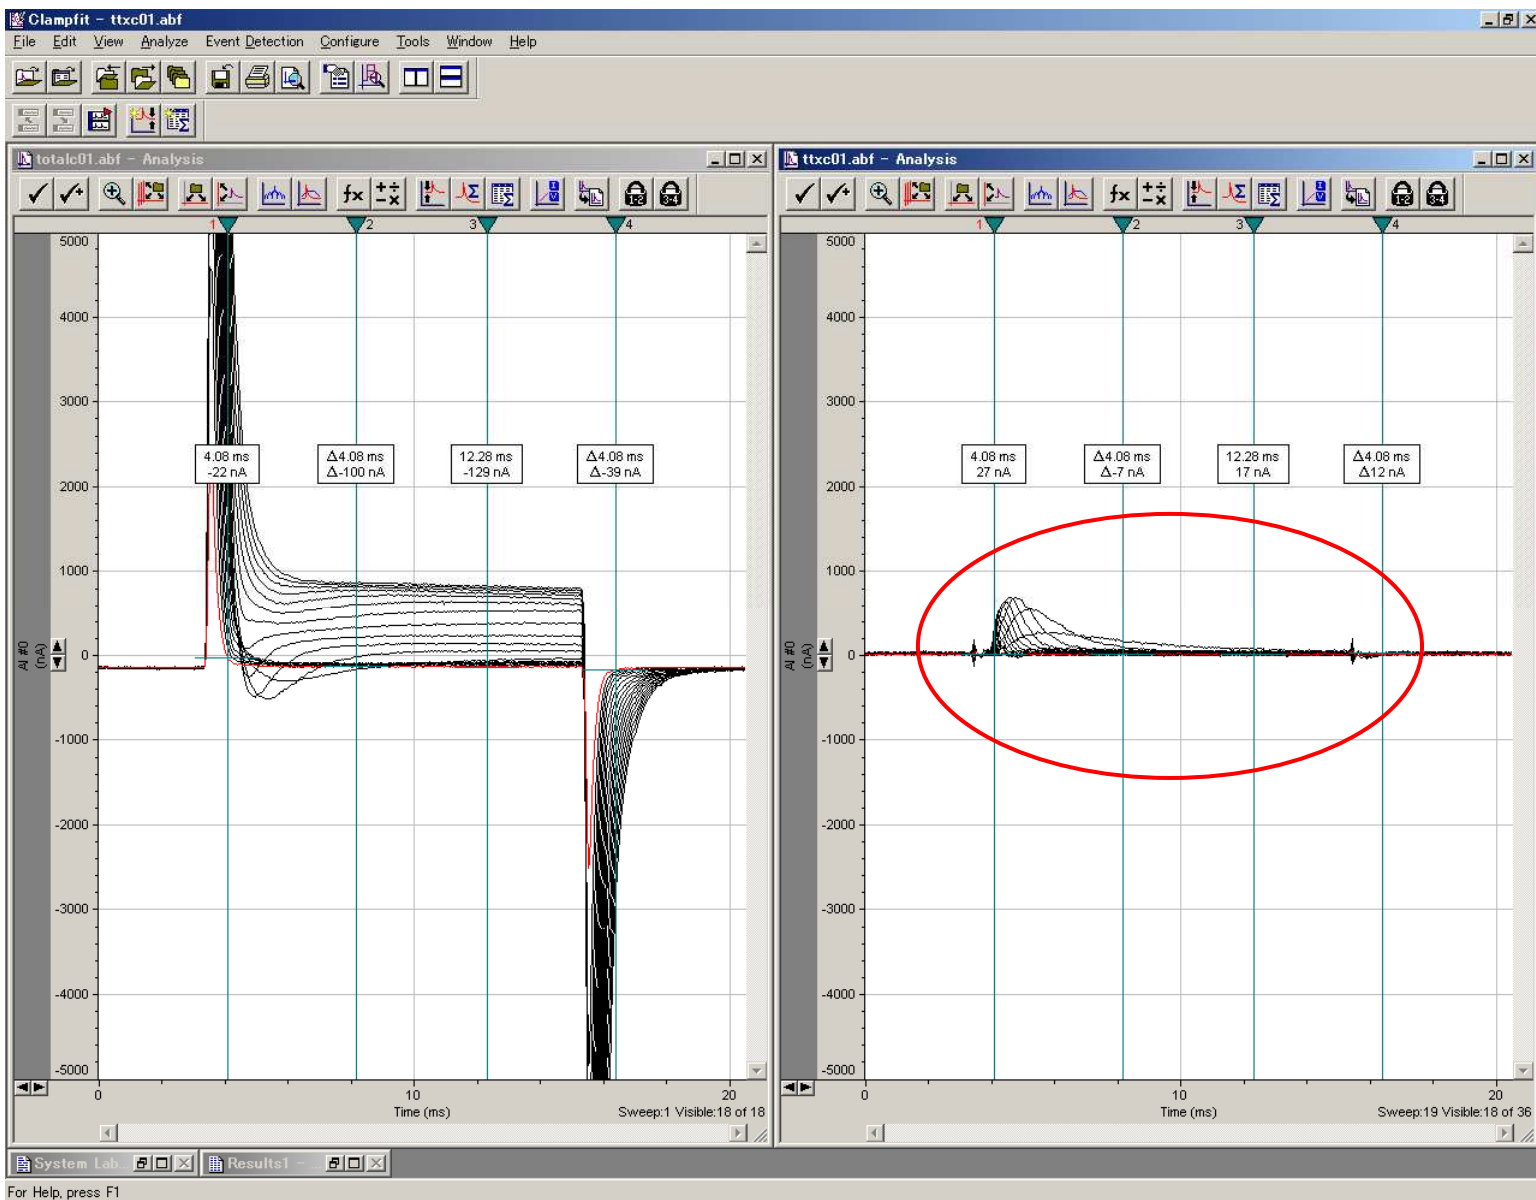 Clampfit - ttxc01.abf
File Edit View Analyze Event Detection Configure Tools Window Help
totalc01.abf - Analysis
1 2 3 4
5000
4000
3000
2000
1000
0
-1000
-2000
-3000
-4000
-5000
AI #0
(nA)
4.08 ms
-22 nA
Δ4.08 ms
Δ-100 nA
12.28 ms
-129 nA
Δ4.08 ms
Δ-39 nA
0 10 20
Time (ms)
Sweep:1 Visible:18 of 18
ttxc01.abf - Analysis
1 2 3 4
5000
4000
3000
2000
1000
0
-1000
-2000
-3000
-4000
-5000
AI #0
(nA)
4.08 ms
27 nA
Δ4.08 ms
Δ-7 nA
12.28 ms
17 nA
Δ4.08 ms
Δ12 nA
0 10 20
Time (ms)
Sweep:19 Visible:18 of 36
System Lab...
Results1 - ...
For Help, press F1